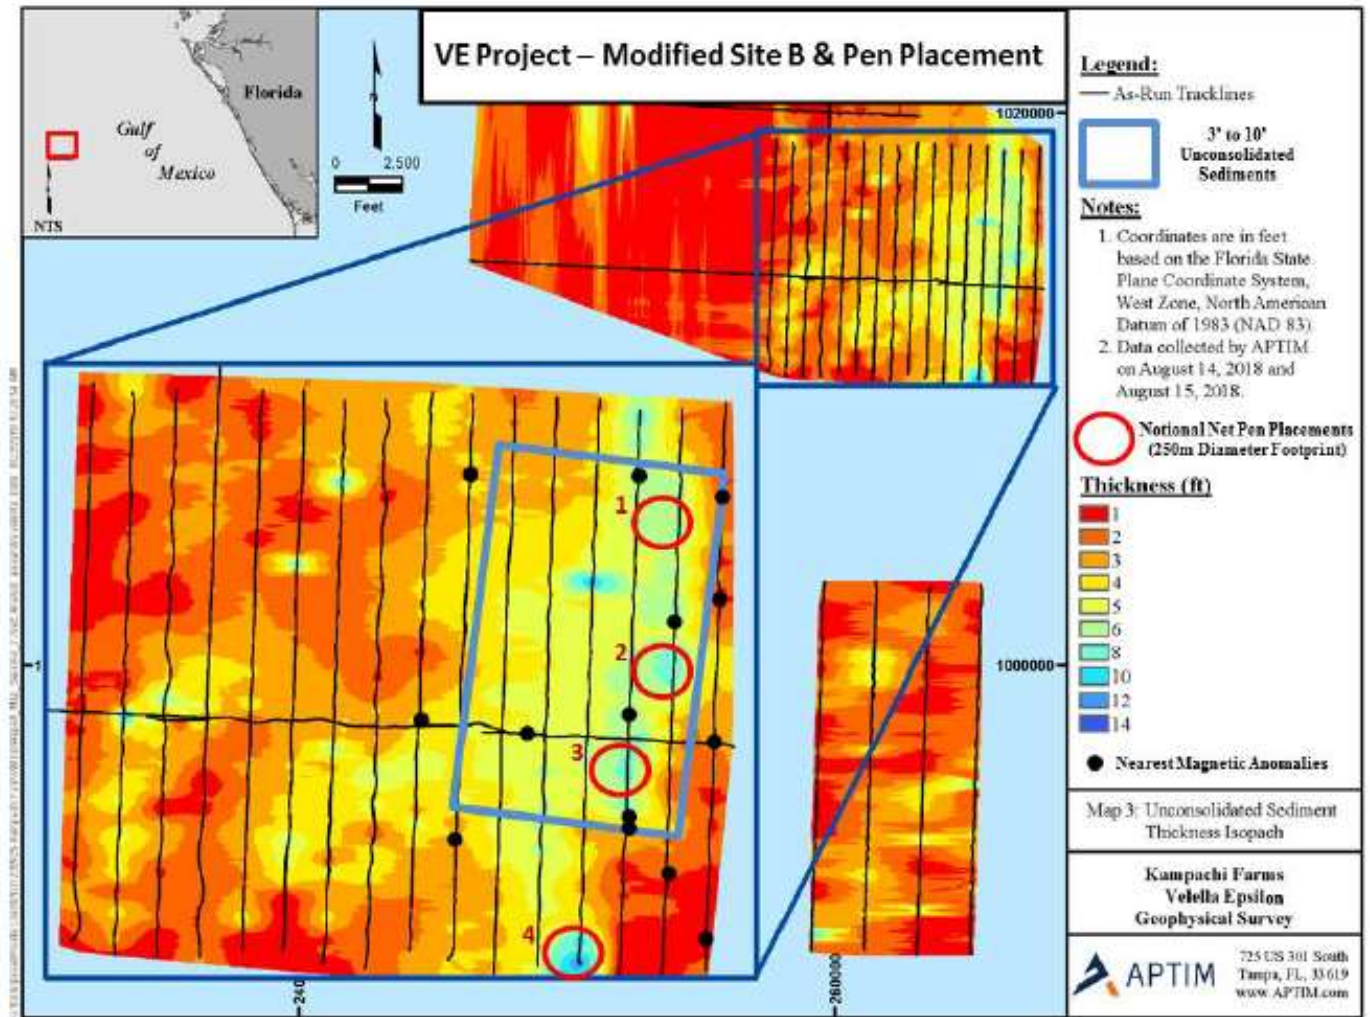 VE Project – Modified Site B & Pen Placement
Florida
Gulf
of
Mexico
NTS
0 2,500
Feet
1020000
1000000
1
240
260000
1
2
3
4
Legend:
As-Run Tracklines
3' to 10'
Unconsolidated
Sediments
Notes:
1. Coordinates are in feet
based on the Florida State
Plane Coordinate System,
West Zone, North American
Datum of 1983 (NAD 83)
2. Data collected by APTIM
on August 14, 2018 and
August 15, 2018.
Notional Net Pen Placements
(250m Diameter Footprint)
Thickness (ft)
1
2
3
4
5
6
8
10
12
14
Nearest Magnetic Anomalies
Map 3: Unconsolidated Sediment
Thickness Isopach
Kampachi Farms
Velella Epsilon
Geophysical Survey
APTIM
725 US 301 South
Tampa, FL, 33619
www.APTIM.com